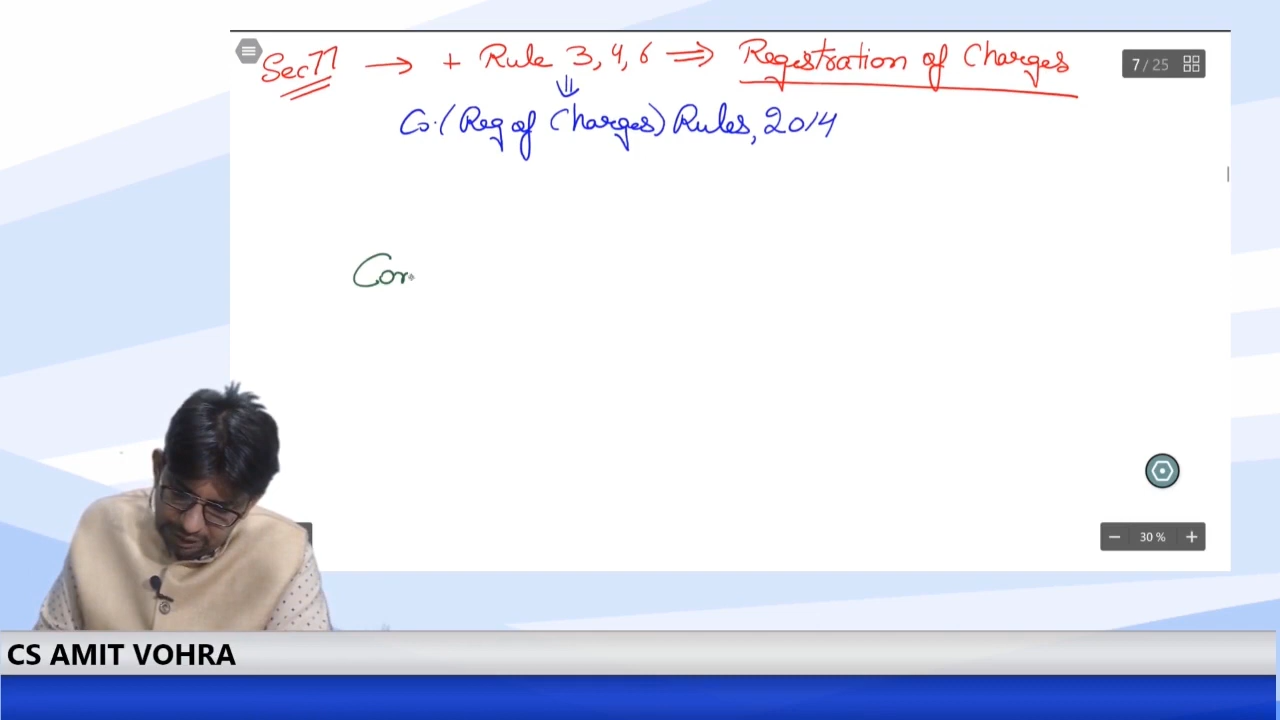 Sec 77 → + Rule 3, 4, 6 ⇒ Registration of Charges
7 / 25
⇓
Co. (Reg of Charges) Rules, 2014
Com
30 %
CS AMIT VOHRA